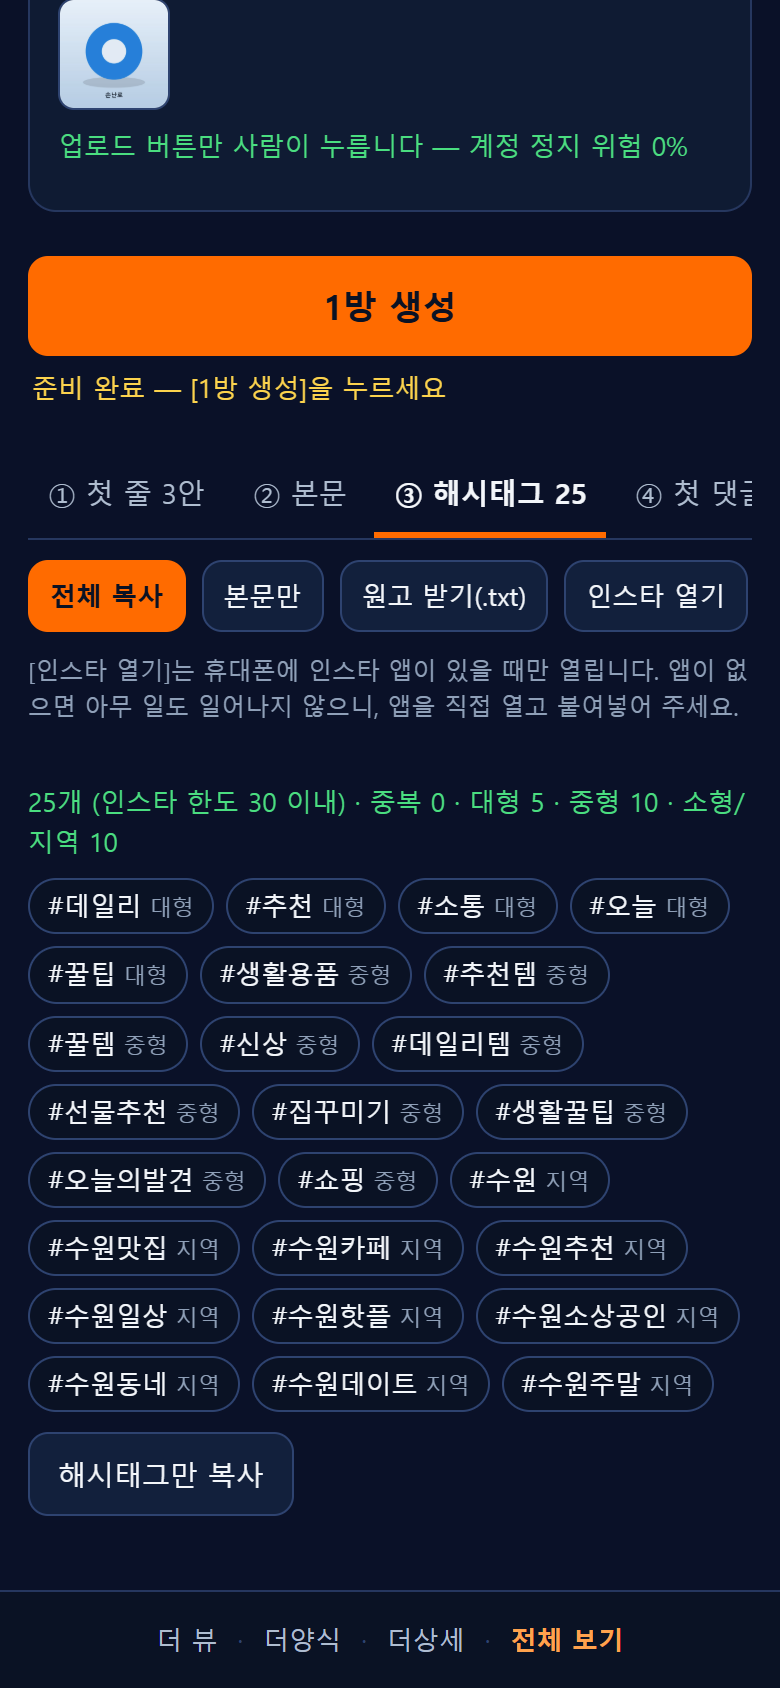 손난로
업로드 버튼만 사람이 누릅니다 — 계정 정지 위험 0%
1방 생성
준비 완료 — [1방 생성]을 누르세요
① 첫 줄 3안 ② 본문 ③ 해시태그 25 ④ 첫 댓글
전체 복사 본문만 원고 받기(.txt) 인스타 열기
[인스타 열기]는 휴대폰에 인스타 앱이 있을 때만 열립니다. 앱이 없
으면 아무 일도 일어나지 않으니, 앱을 직접 열고 붙여넣어 주세요.
25개 (인스타 한도 30 이내) · 중복 0 · 대형 5 · 중형 10 · 소형/
지역 10
#데일리 대형 #추천 대형 #소통 대형 #오늘 대형
#꿀팁 대형 #생활용품 중형 #추천템 중형
#꿀템 중형 #신상 중형 #데일리템 중형
#선물추천 중형 #집꾸미기 중형 #생활꿀팁 중형
#오늘의발견 중형 #쇼핑 중형 #수원 지역
#수원맛집 지역 #수원카페 지역 #수원추천 지역
#수원일상 지역 #수원핫플 지역 #수원소상공인 지역
#수원동네 지역 #수원데이트 지역 #수원주말 지역
해시태그만 복사
더 뷰 · 더양식 · 더상세 · 전체 보기